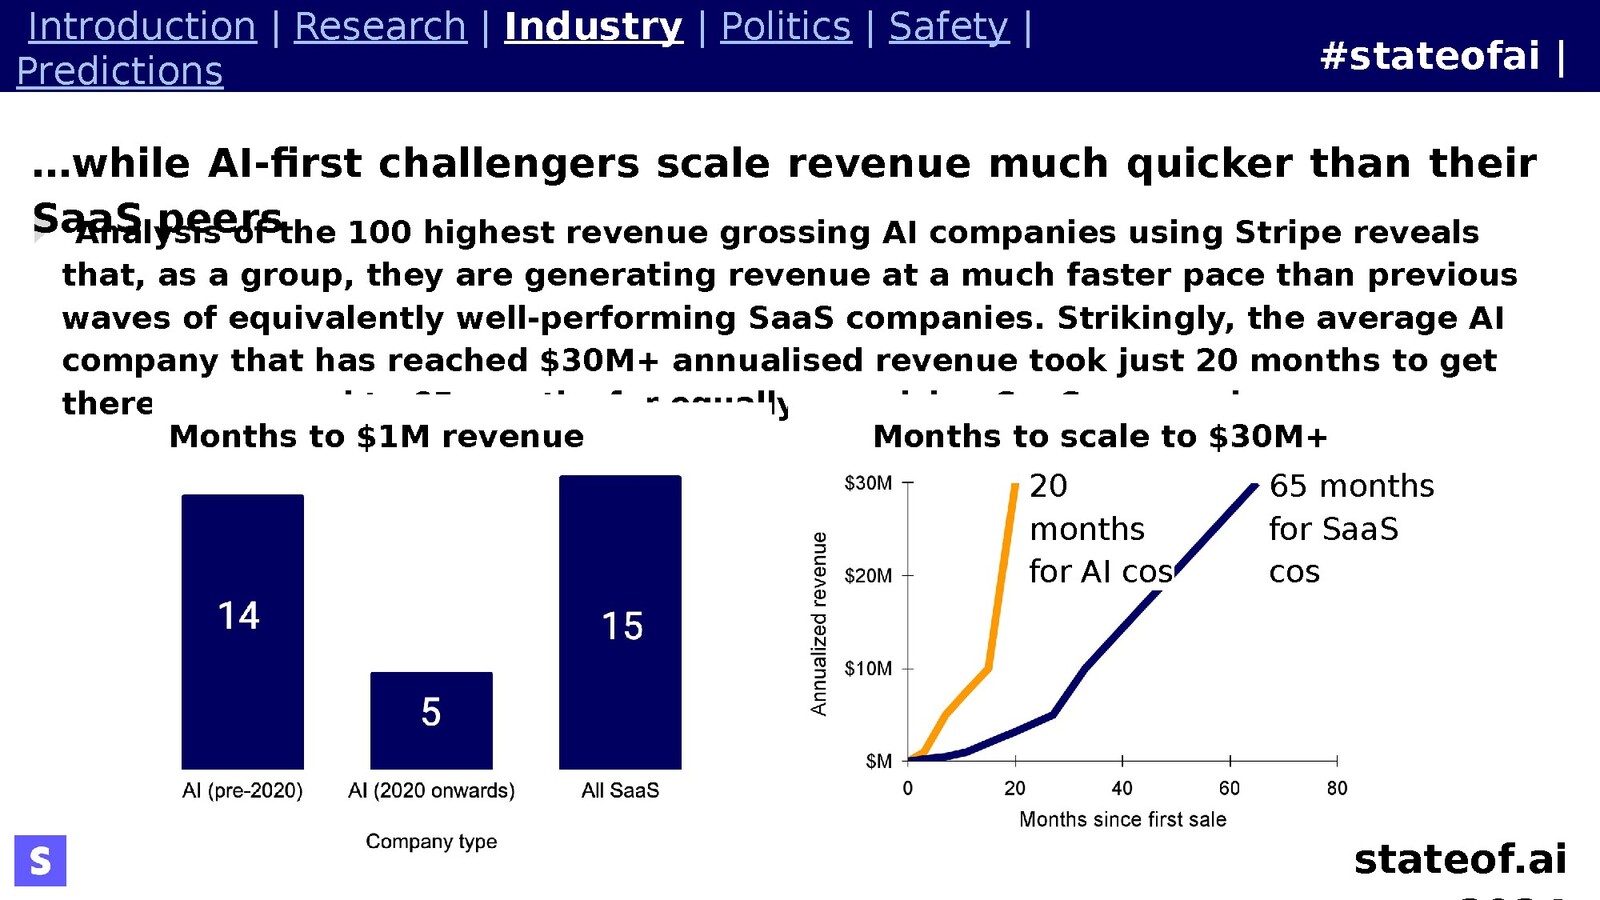 Introduction | Research | Industry | Politics | Safety |
Predictions
#stateofai |
...while AI-first challengers scale revenue much quicker than their
SaaS peers
Analysis of the 100 highest revenue grossing AI companies using Stripe reveals
that, as a group, they are generating revenue at a much faster pace than previous
waves of equivalently well-performing SaaS companies. Strikingly, the average AI
company that has reached $30M+ annualised revenue took just 20 months to get
there
Months to $1M revenue
14
5
15
AI (pre-2020)
AI (2020 onwards)
All SaaS
Company type
Months to scale to $30M+
Annualized revenue
$30M
$20M
$10M
$M
20
months
for AI cos
65 months
for SaaS
cos
0
20
40
60
80
Months since first sale
S
stateof.ai